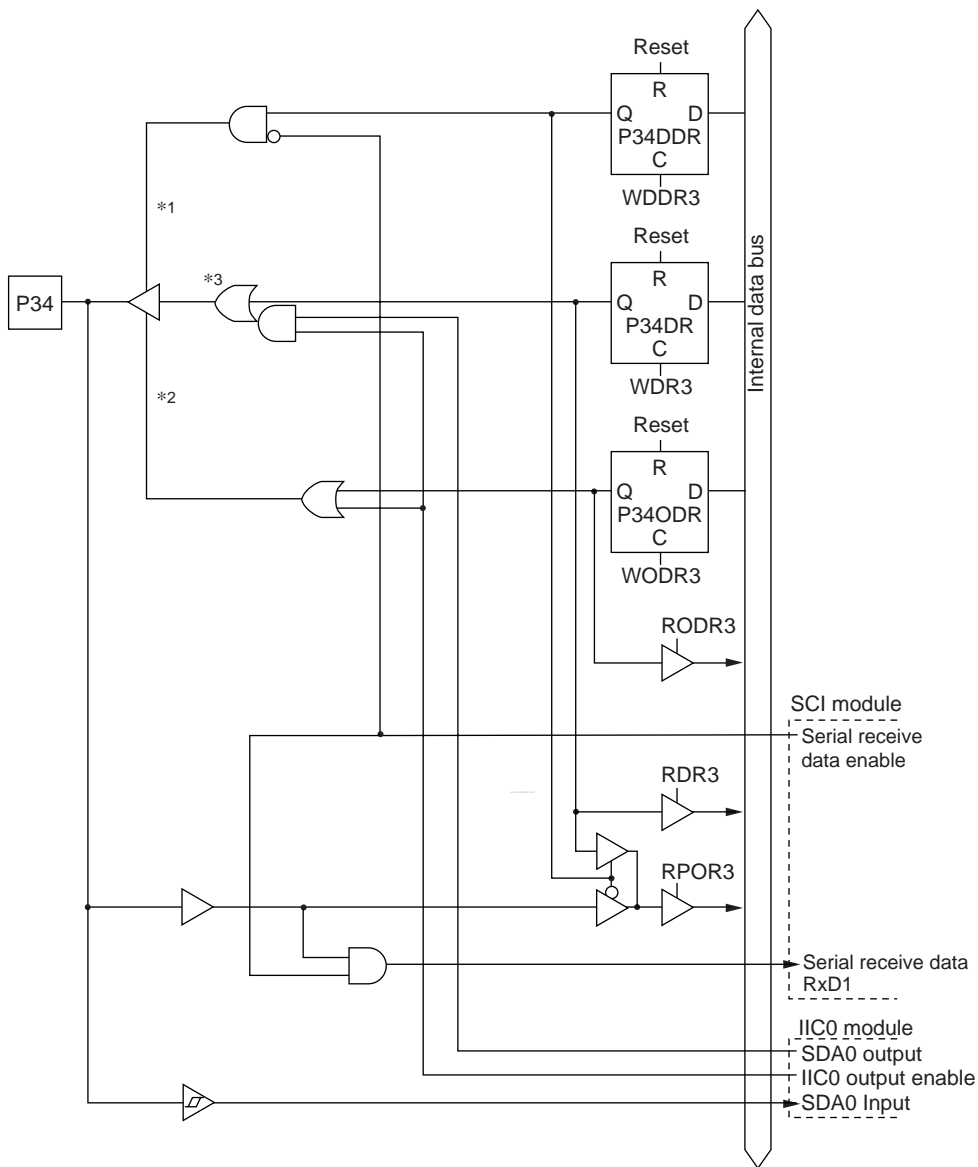 Reset
R
Q D
P34DDR
C
WDDR3
*1
Reset
R
P34
*3
Q D
P34DR
C
WDR3
*2
Reset
R
Q D
P34ODR
C
WODR3
Internal data bus
RODR3
SCI module
Serial receive
data enable
RDR3
RPOR3
Serial receive data
RxD1
IIC0 module
SDA0 output
IIC0 output enable
SDA0 Input